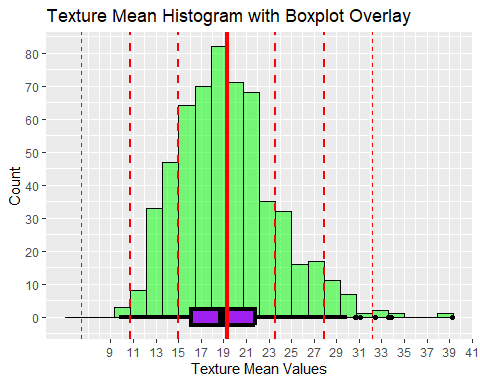 Texture Mean Histogram with Boxplot Overlay
80
70
60
50
40
30
20
10
0
Count
9 11 13 15 17 19 21 23 25 27 29 31 33 35 37 39 41
Texture Mean Values